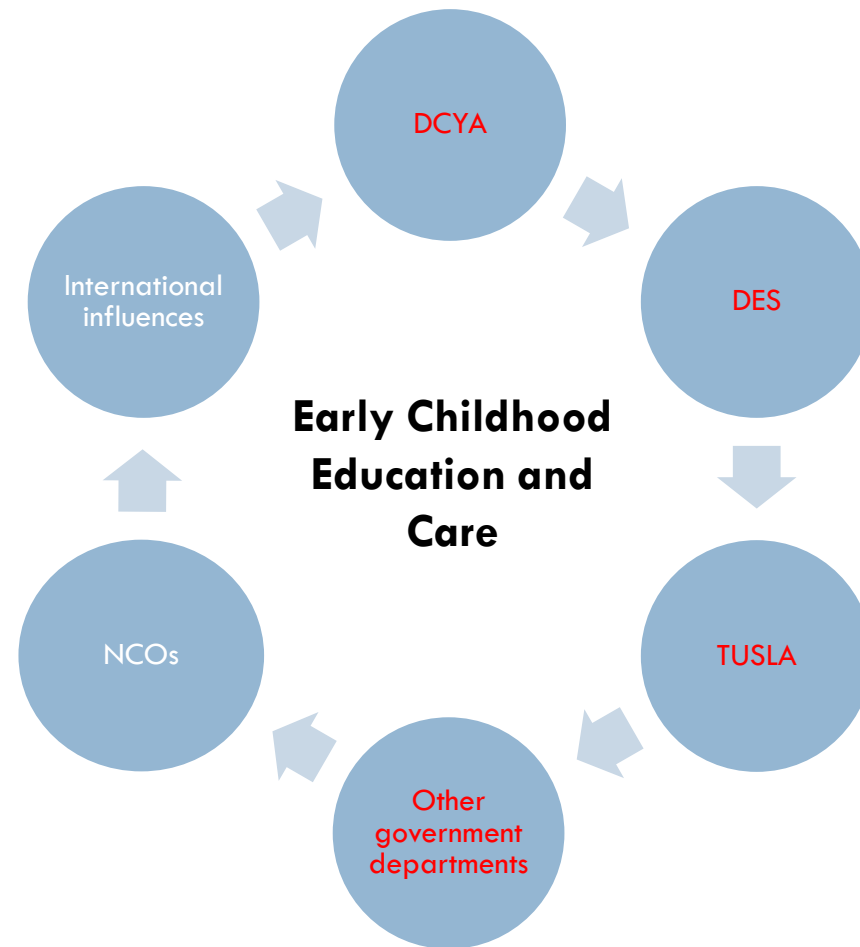 DCYA
DES
TUSLA
Other
government
departments
NCOs
International
influences
Early Childhood
Education and
Care